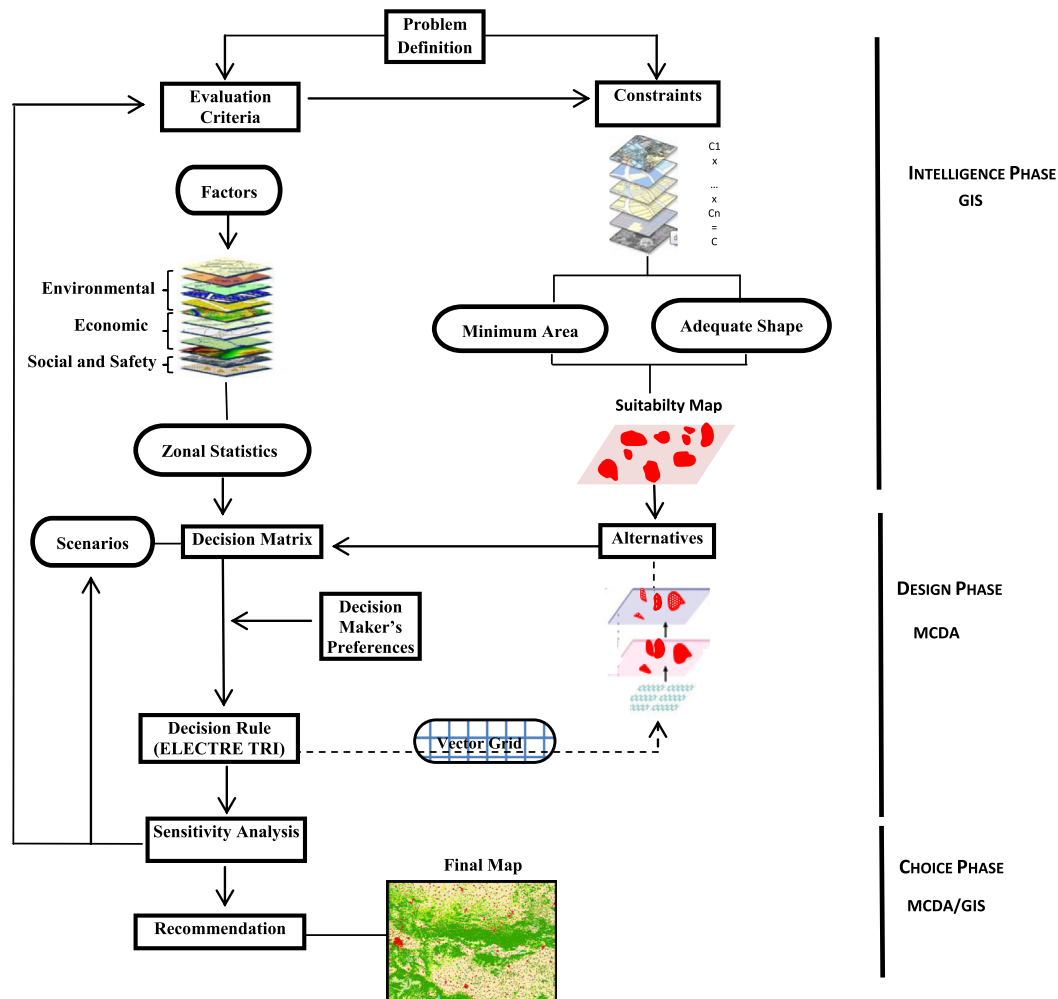 Problem
Definition
Evaluation
Criteria
Constraints
C1
x
...
x
Cn
=
C
INTELLIGENCE PHASE
GIS
Factors
Environmental
Economic
Social and Safety
Minimum Area
Adequate Shape
Suitabilty Map
Zonal Statistics
Scenarios
Decision Matrix
Alternatives
Decision
Maker's
Preferences
DESIGN PHASE
MCDA
Decision Rule
(ELECTRE TRI)
Vector Grid
Sensitivity Analysis
Final Map
CHOICE PHASE
MCDA/GIS
Recommendation